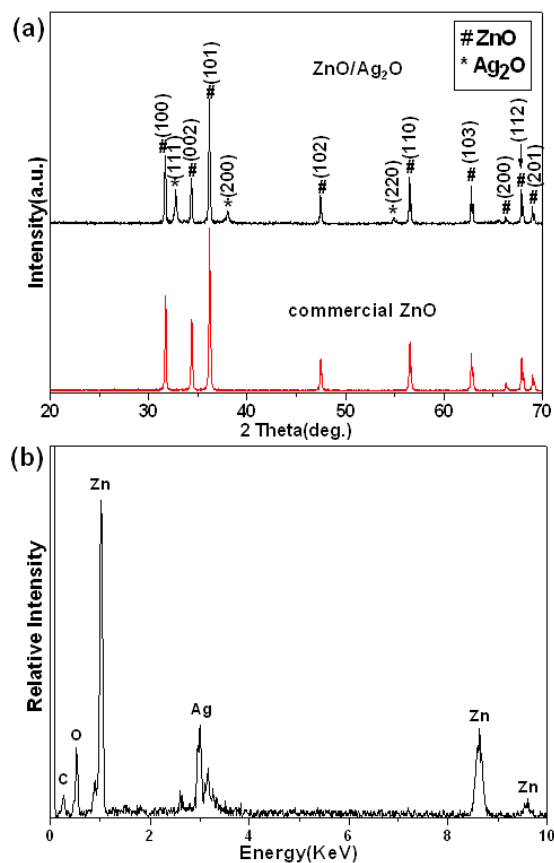 (a)
# ZnO
* Ag2O
ZnO/Ag2O
#(100)
*(111)
#(002)
#(101)
*(200)
#(102)
*(220)
#(110)
#(103)
#(200)
#(112)
#(201)
commercial ZnO
Intensity(a.u.)
20 30 40 50 60 70
2 Theta(deg.)
(b)
Zn
C
O
Ag
Zn
Zn
Relative Intensity
0 2 4 6 8 10
Energy(KeV)